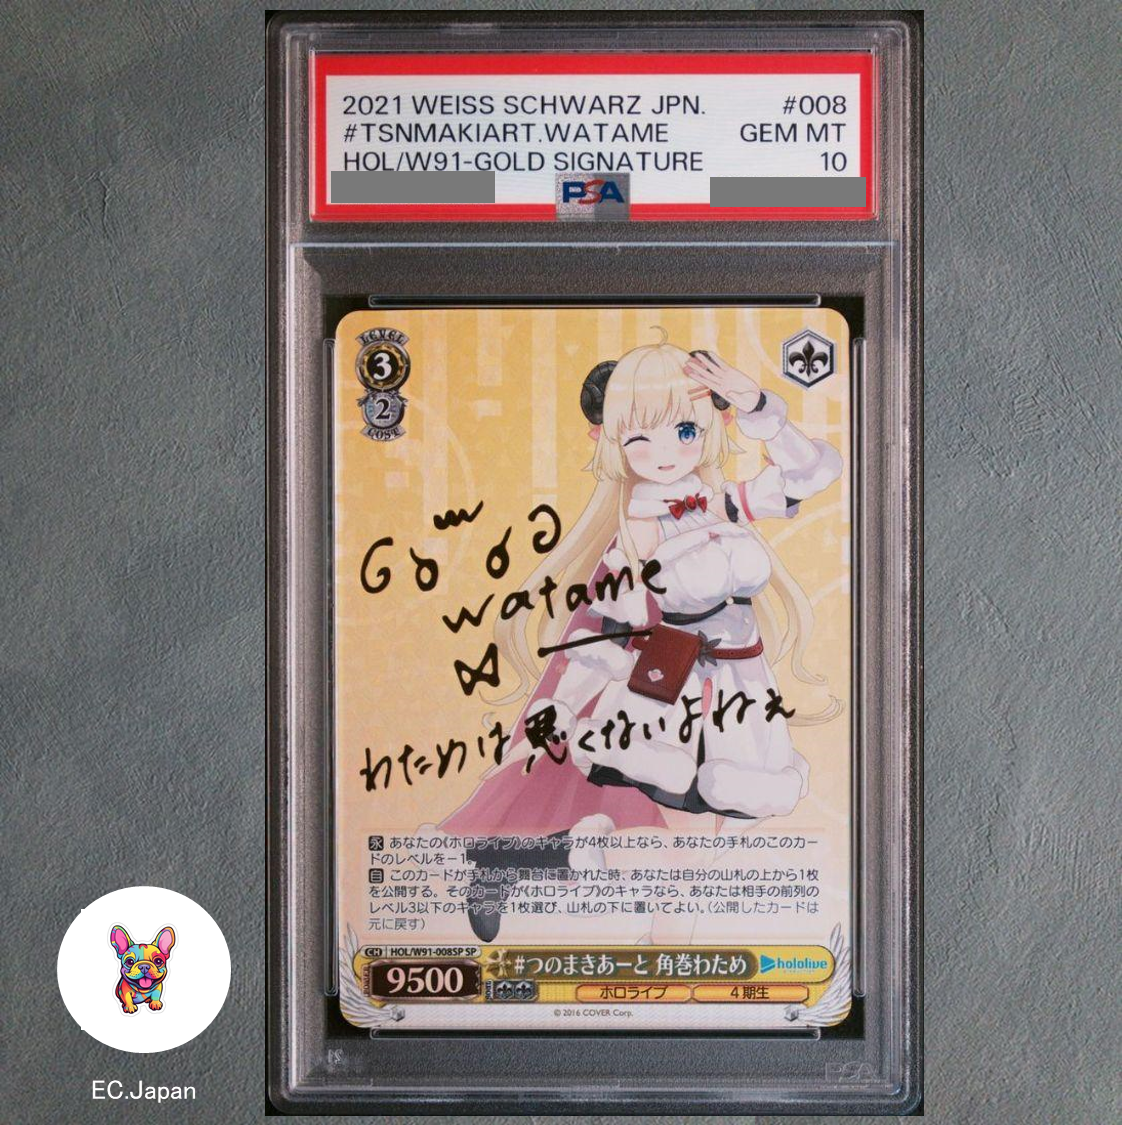 2021 WEISS SCHWARZ JPN. #008
#TSNMAKIART.WATAME GEM MT
HOL/W91-GOLD SIGNATURE 10
PSA
LEVEL
3
2
COST
watame
わためは悪くないよねぇ
永 あなたの《ホロライブ》のキャラが4枚以上なら、あなたの手札のこのカー
ドのレベルを－1。
自 このカードが手札から舞台に置かれた時、あなたは自分の山札の上から1枚
を公開する。そのカードが《ホロライブ》のキャラなら、あなたは相手の前列の
レベル3以下のキャラを1枚選び、山札の下に置いてよい。（公開したカードは
元に戻す）
CH HOL/W91-008SP SP
9500
#つのまきあーと 角巻わため
hololive
ホロライブ 4期生
© 2016 COVER Corp.
PSA
EC.Japan